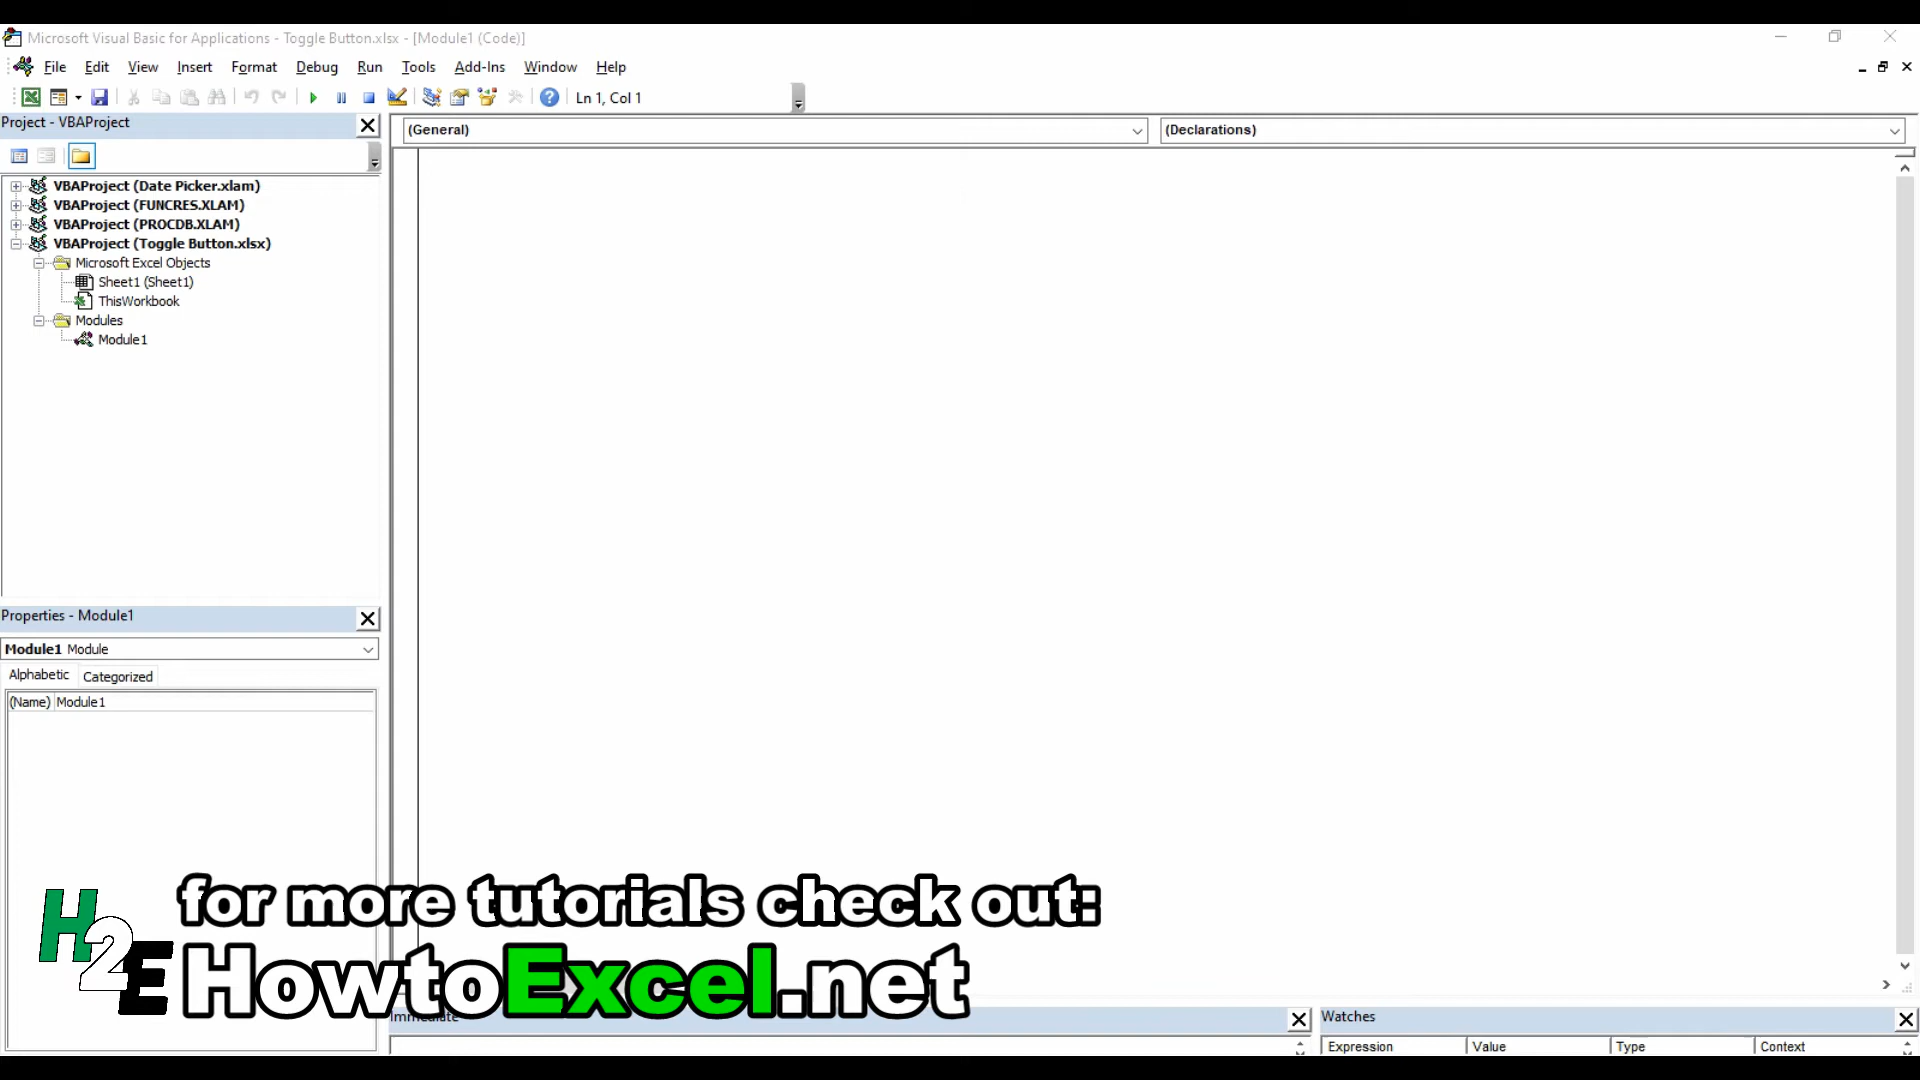 Microsoft Visual Basic for Applications - Toggle Button.xlsx - [Module1 (Code)]
File Edit View Insert Format Debug Run Tools Add-Ins Window Help
Ln 1, Col 1
Project - VBAProject
(General)
(Declarations)
VBAProject (Date Picker.xlam)
VBAProject (FUNCRES.XLAM)
VBAProject (PROCDB.XLAM)
VBAProject (Toggle Button.xlsx)
Microsoft Excel Objects
Sheet1 (Sheet1)
ThisWorkbook
Modules
Module1
Properties - Module1
Module1 Module
Alphabetic Categorized
(Name) Module1
for more tutorials check out:
H2E HowtoExcel.net
Immediate
Watches
Expression Value Type Context